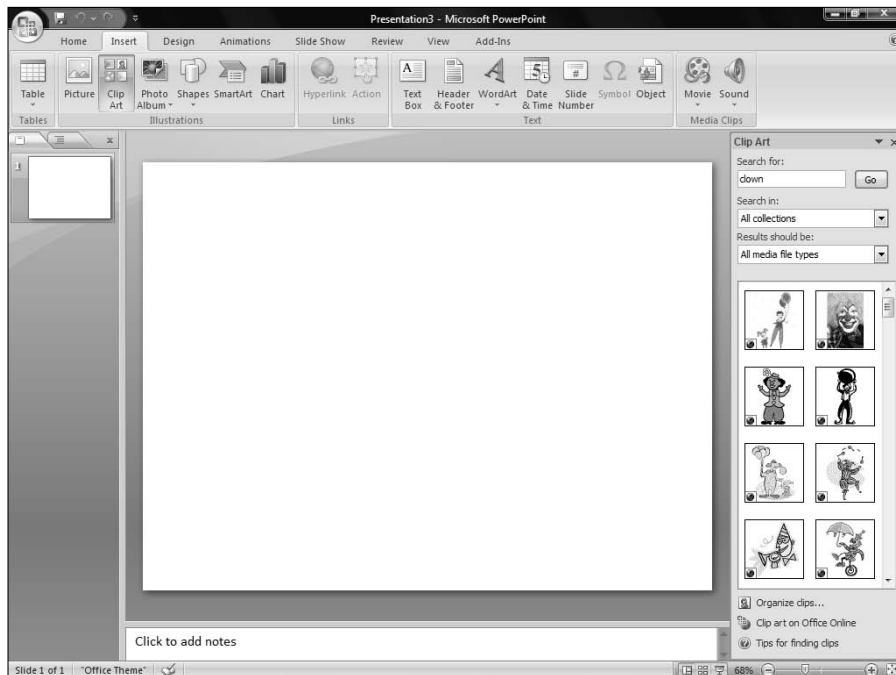 Presentation3 - Microsoft PowerPoint
Home Insert Design Animations Slide Show Review View Add-Ins
Table Picture Clip Art Photo Album Shapes SmartArt Chart Hyperlink Action Text Box Header & Footer WordArt Date & Time Slide Number Symbol Object Movie Sound
Tables Illustrations Links Text Media Clips
Clip Art
Search for:
clown Go
Search in:
All collections
Results should be:
All media file types
1
Organize clips...
Clip art on Office Online
Tips for finding clips
Click to add notes
Slide 1 of 1 "Office Theme" 68%